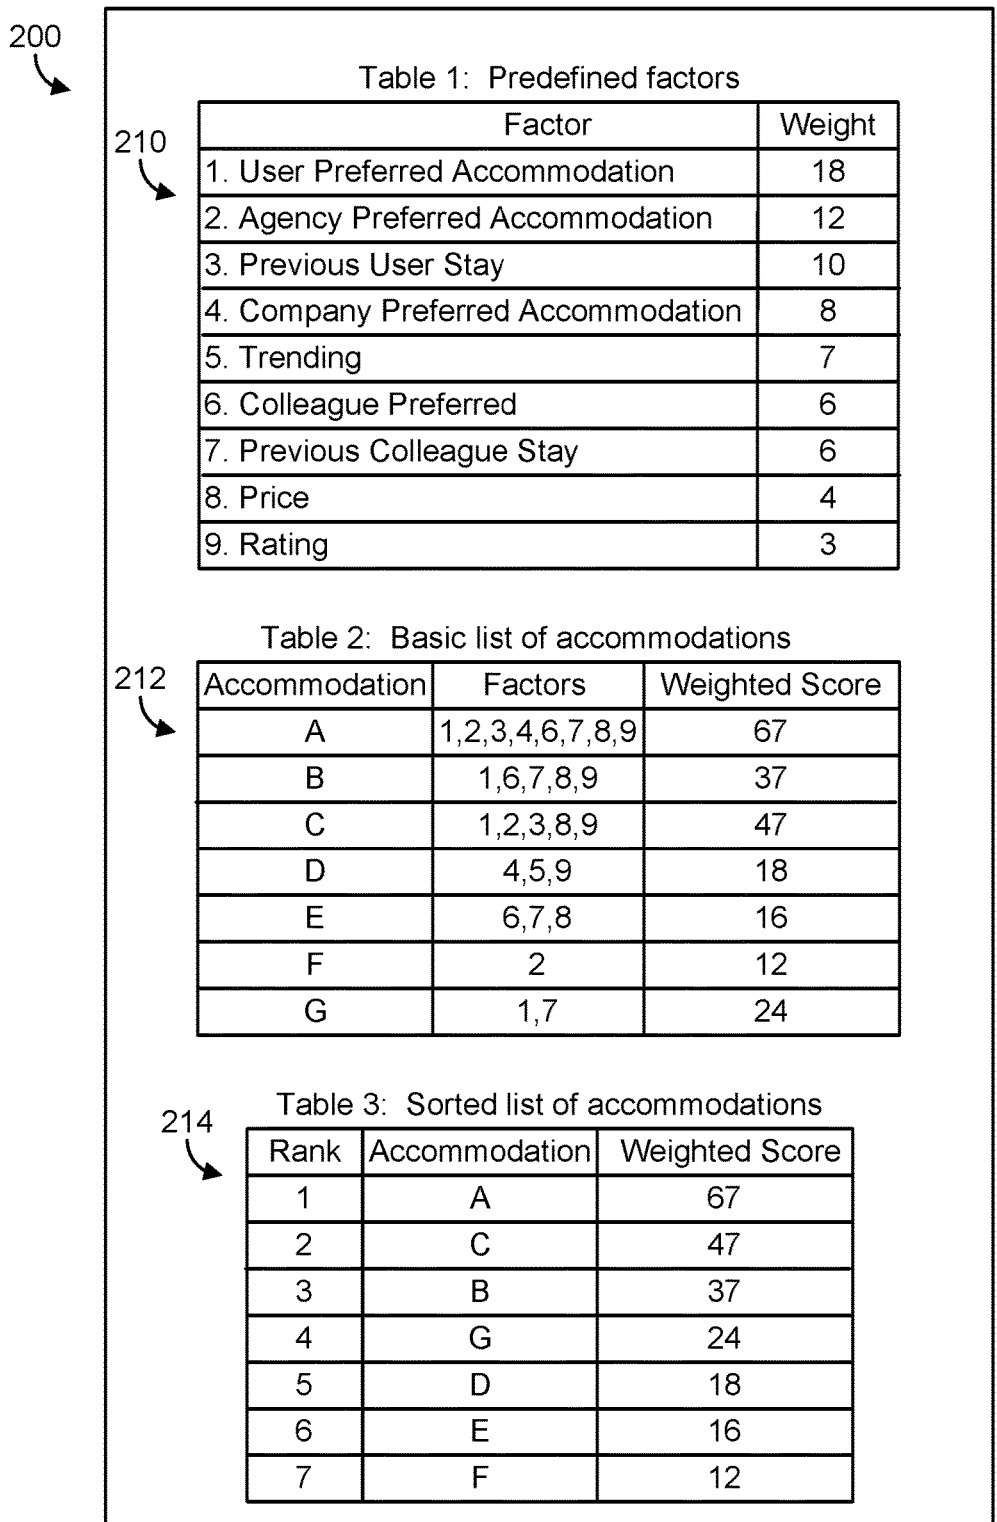 200
Table 1: Predefined factors
210
Factor Weight
1. User Preferred Accommodation 18
2. Agency Preferred Accommodation 12
3. Previous User Stay 10
4. Company Preferred Accommodation 8
5. Trending 7
6. Colleague Preferred 6
7. Previous Colleague Stay 6
8. Price 4
9. Rating 3
Table 2: Basic list of accommodations
212
Accommodation Factors Weighted Score
A 1,2,3,4,6,7,8,9 67
B 1,6,7,8,9 37
C 1,2,3,8,9 47
D 4,5,9 18
E 6,7,8 16
F 2 12
G 1,7 24
Table 3: Sorted list of accommodations
214
Rank Accommodation Weighted Score
1 A 67
2 C 47
3 B 37
4 G 24
5 D 18
6 E 16
7 F 12